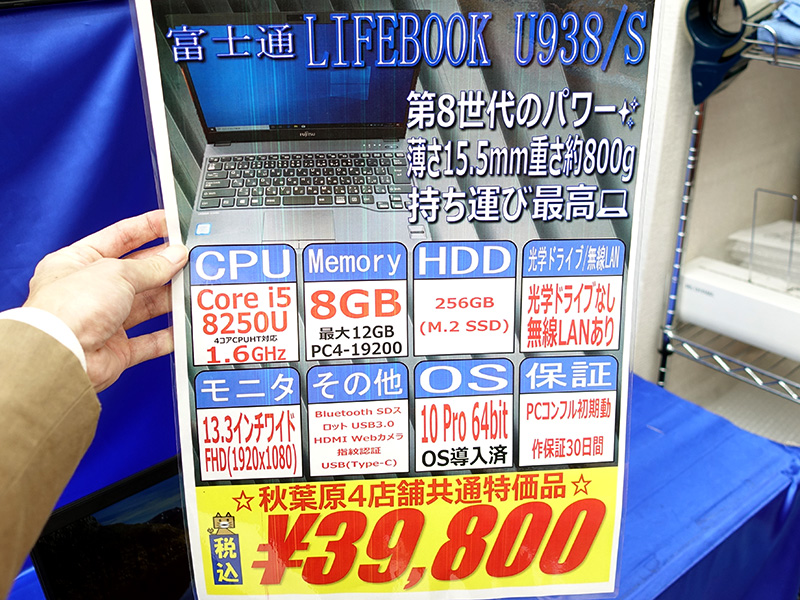 富士通 LIFEBOOK U938/S
第8世代のパワー✨
薄さ15.5mm重さ約800g
持ち運び最高💻
FUJITSU
CPU
Core i5
8250U
4コアCPUHT対応
1.6GHz
Memory
8GB
最大12GB
PC4-19200
HDD
256GB
(M.2 SSD)
光学ドライブ/無線LAN
光学ドライブなし
無線LANあり
モニタ
13.3インチワイド
FHD(1920x1080)
その他
Bluetooth SDス
ロット USB3.0
HDMI Webカメラ
指紋認証
USB(Type-C)
OS
10 Pro 64bit
OS導入済
保証
PCコンフル初期動
作保証30日間
☆秋葉原4店舗共通特価品☆
税込
¥39,800